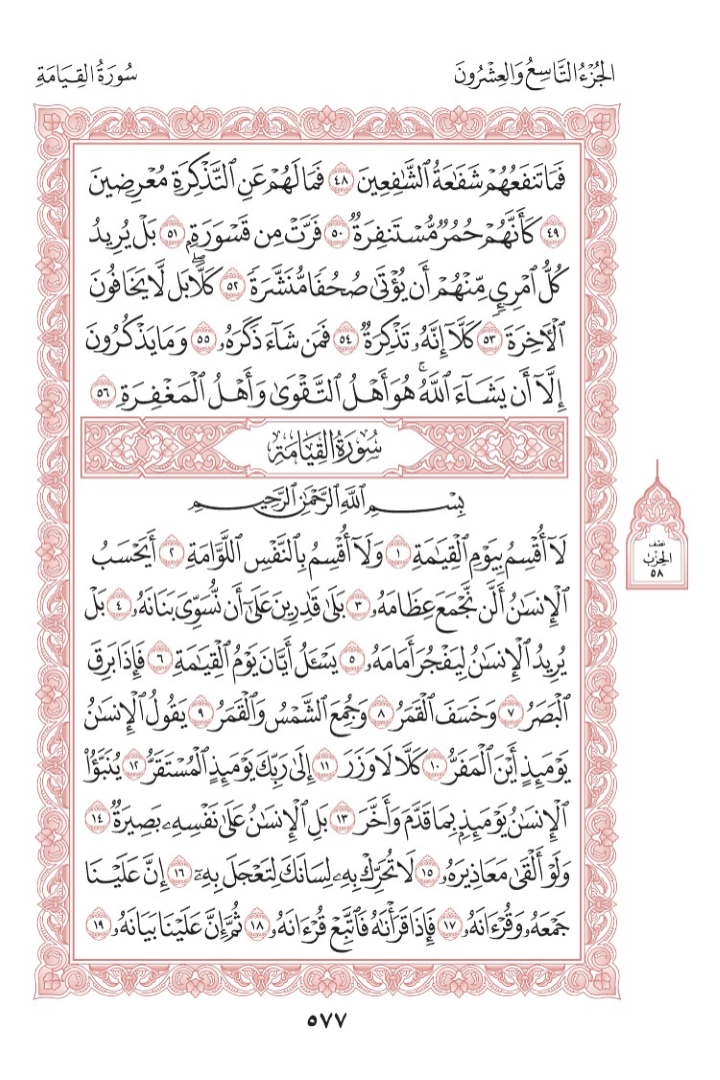 الجُزْءُ التَّاسِعُ وَالعِشْرُونَ
سُورَةُ القِيَامَةِ
فَمَا تَنفَعُهُمْ شَفَٰعَةُ ٱلشَّٰفِعِينَ ٤٨ فَمَا لَهُمْ عَنِ ٱلتَّذْكِرَةِ مُعْرِضِينَ
٤٩ كَأَنَّهُمْ حُمُرٌ مُّسْتَنفِرَةٌ ٥٠ فَرَّتْ مِن قَسْوَرَةٍۭ ٥١ بَلْ يُرِيدُ
كُلُّ ٱمْرِئٍ مِّنْهُمْ أَن يُؤْتَىٰ صُحُفًا مُّنَشَّرَةً ٥٢ كَلَّاۖ بَل لَّا يَخَافُونَ
ٱلْأٓخِرَةَ ٥٣ كَلَّآ إِنَّهُۥ تَذْكِرَةٌ ٥٤ فَمَن شَآءَ ذَكَرَهُۥ ٥٥ وَمَا يَذْكُرُونَ
إِلَّآ أَن يَشَآءَ ٱللَّهُۚ هُوَ أَهْلُ ٱلتَّقْوَىٰ وَأَهْلُ ٱلْمَغْفِرَةِ ٥٦
سُورَةُ القِيَامَةِ
بِسْمِ ٱللَّهِ ٱلرَّحْمَٰنِ ٱلرَّحِيمِ
لَآ أُقْسِمُ بِيَوْمِ ٱلْقِيَٰمَةِ ١ وَلَآ أُقْسِمُ بِٱلنَّفْسِ ٱللَّوَّامَةِ ٢ أَيَحْسَبُ
ٱلْإِنسَٰنُ أَلَّن نَّجْمَعَ عِظَامَهُۥ ٣ بَلَىٰ قَٰدِرِينَ عَلَىٰٓ أَن نُّسَوِّيَ بَنَانَهُۥ ٤ بَلْ
يُرِيدُ ٱلْإِنسَٰنُ لِيَفْجُرَ أَمَامَهُۥ ٥ يَسْـَٔلُ أَيَّانَ يَوْمُ ٱلْقِيَٰمَةِ ٦ فَإِذَا بَرِقَ
ٱلْبَصَرُ ٧ وَخَسَفَ ٱلْقَمَرُ ٨ وَجُمِعَ ٱلشَّمْسُ وَٱلْقَمَرُ ٩ يَقُولُ ٱلْإِنسَٰنُ
يَوْمَئِذٍ أَيْنَ ٱلْمَفَرُّ ١٠ كَلَّا لَا وَزَرَ ١١ إِلَىٰ رَبِّكَ يَوْمَئِذٍ ٱلْمُسْتَقَرُّ ١٢ يُنَبَّؤُاْ
ٱلْإِنسَٰنُ يَوْمَئِذٍۭ بِمَا قَدَّمَ وَأَخَّرَ ١٣ بَلِ ٱلْإِنسَٰنُ عَلَىٰ نَفْسِهِۦ بَصِيرَةٌ ١٤
وَلَوْ أَلْقَىٰ مَعَاذِيرَهُۥ ١٥ لَا تُحَرِّكْ بِهِۦ لِسَانَكَ لِتَعْجَلَ بِهِۦٓ ١٦ إِنَّ عَلَيْنَا
جَمْعَهُۥ وَقُرْءَانَهُۥ ١٧ فَإِذَا قَرَأْنَٰهُ فَٱتَّبِعْ قُرْءَانَهُۥ ١٨ ثُمَّ إِنَّ عَلَيْنَا بَيَانَهُۥ ١٩
نصف
الحزب
٥٨
٥٧٧